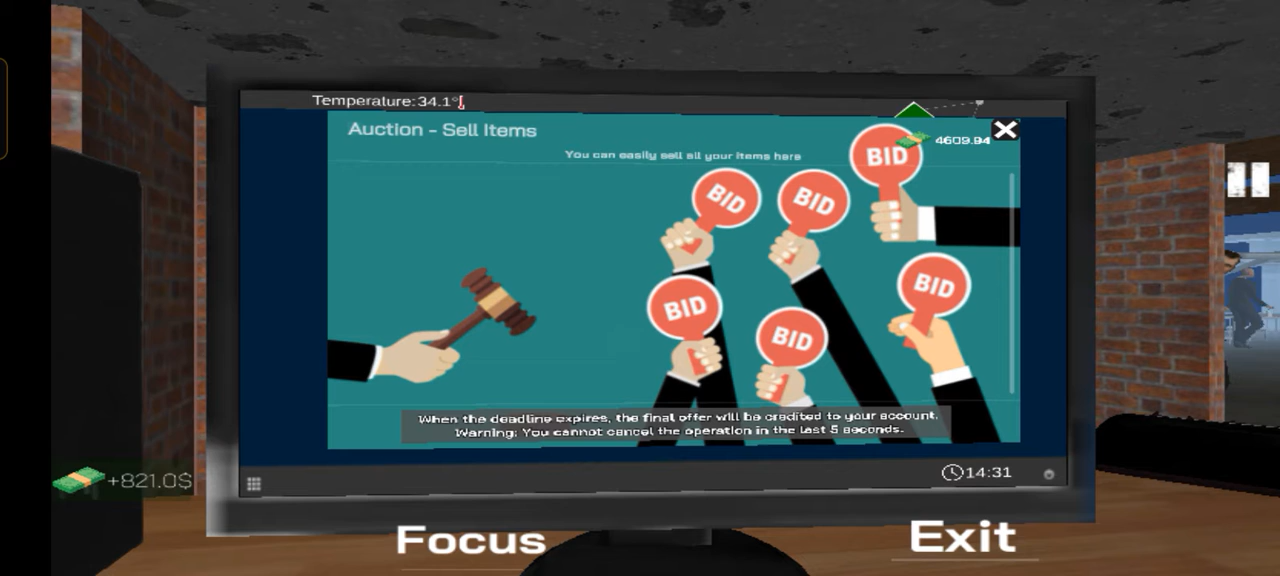 Temperature:34.1°
Auction - Sell Items
4609.94
You can easily sell all your items here
BID
BID
BID
BID
BID
BID
When the deadline expires, the final offer will be credited to your account.
Warning: You cannot cancel the operation in the last 5 seconds.
14:31
+821.0$
Focus
Exit